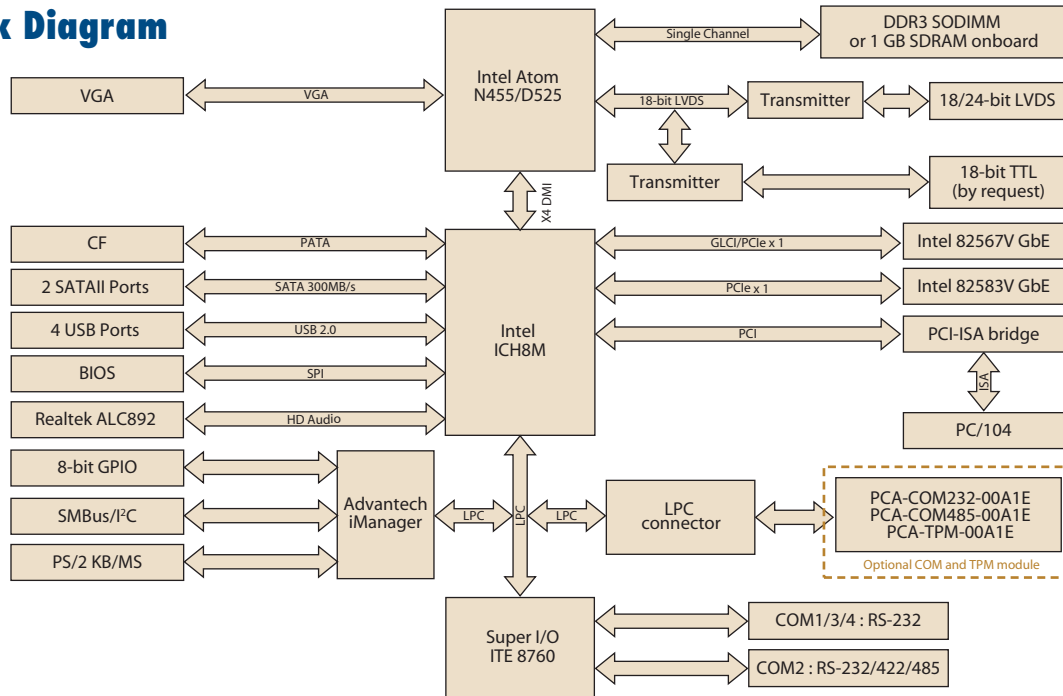 k Diagram
DDR3 SODIMM
or 1 GB SDRAM onboard
Single Channel
Intel Atom
N455/D525
VGA
VGA
18-bit LVDS
Transmitter
18/24-bit LVDS
Transmitter
18-bit TTL
(by request)
X4 DMI
CF
PATA
GLCI/PCIe x 1
Intel 82567V GbE
2 SATAII Ports
SATA 300MB/s
PCIe x 1
Intel 82583V GbE
4 USB Ports
USB 2.0
Intel
ICH8M
PCI
PCI-ISA bridge
BIOS
SPI
ISA
Realtek ALC892
HD Audio
PC/104
8-bit GPIO
SMBus/I²C
PS/2 KB/MS
Advantech
iManager
LPC
LPC
LPC
LPC
connector
PCA-COM232-00A1E
PCA-COM485-00A1E
PCA-TPM-00A1E
Optional COM and TPM module
Super I/O
ITE 8760
COM1/3/4 : RS-232
COM2 : RS-232/422/485